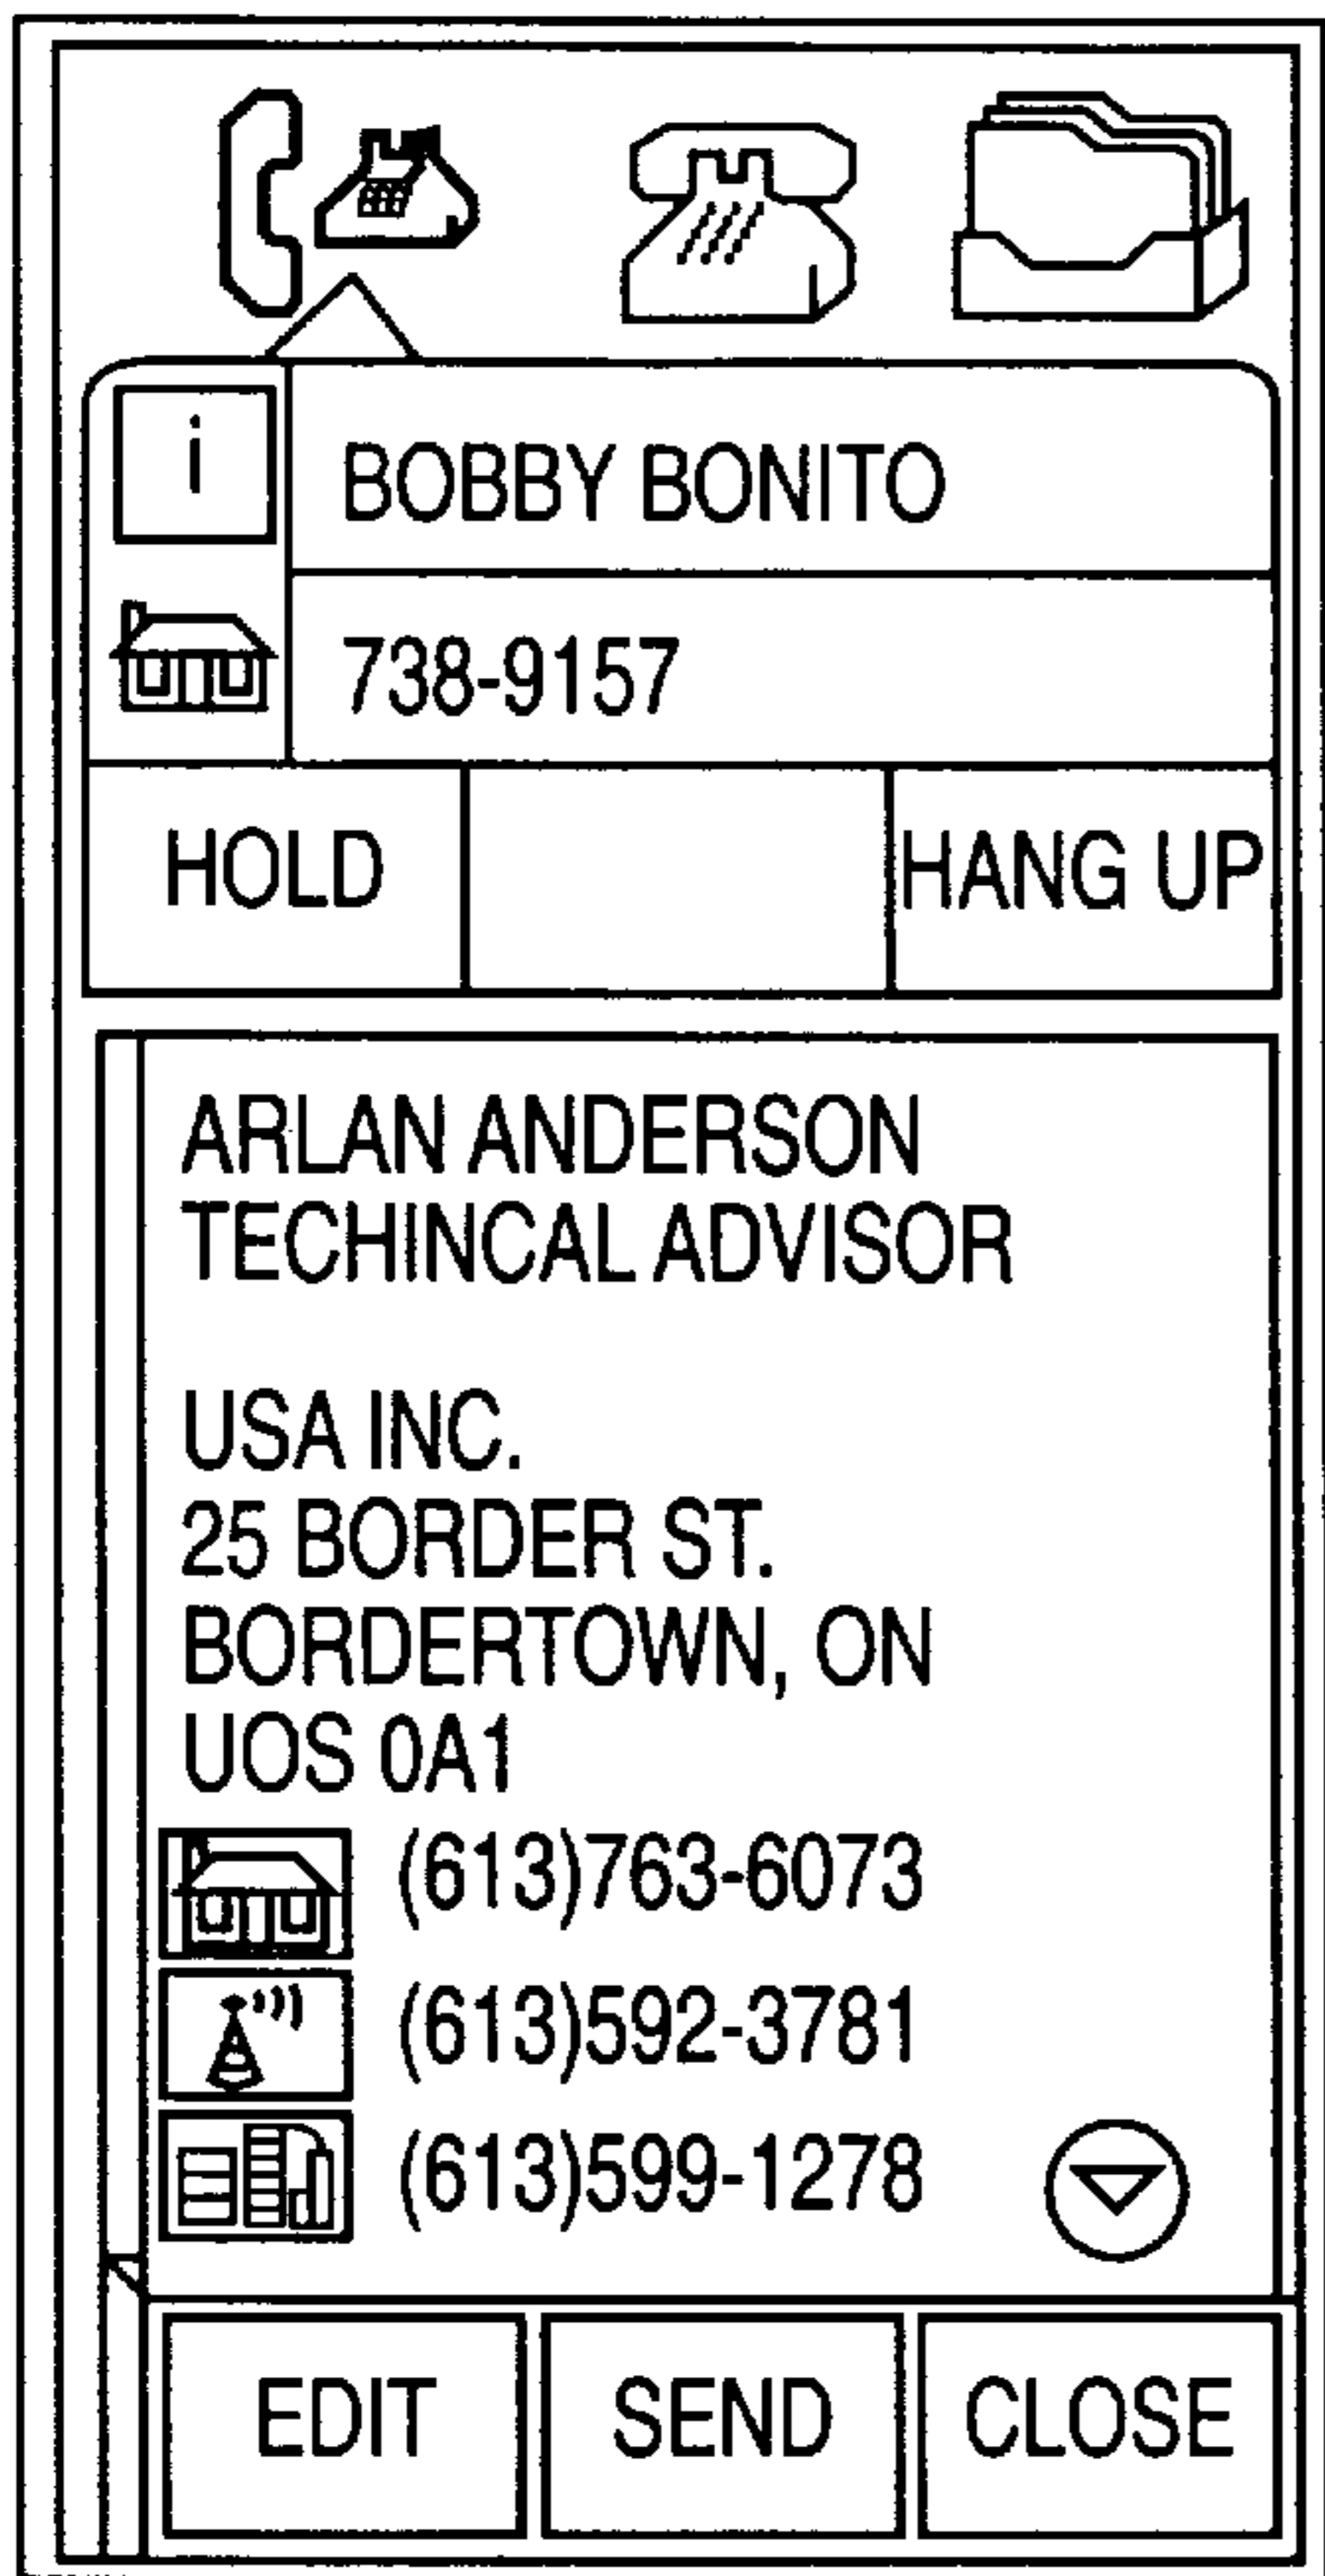 i
BOBBY BONITO
738-9157
HOLD
HANG UP
ARLAN ANDERSON
TECHINCAL ADVISOR
USA INC.
25 BORDER ST.
BORDERTOWN, ON
UOS 0A1
(613)763-6073
(613)592-3781
(613)599-1278
EDIT
SEND
CLOSE